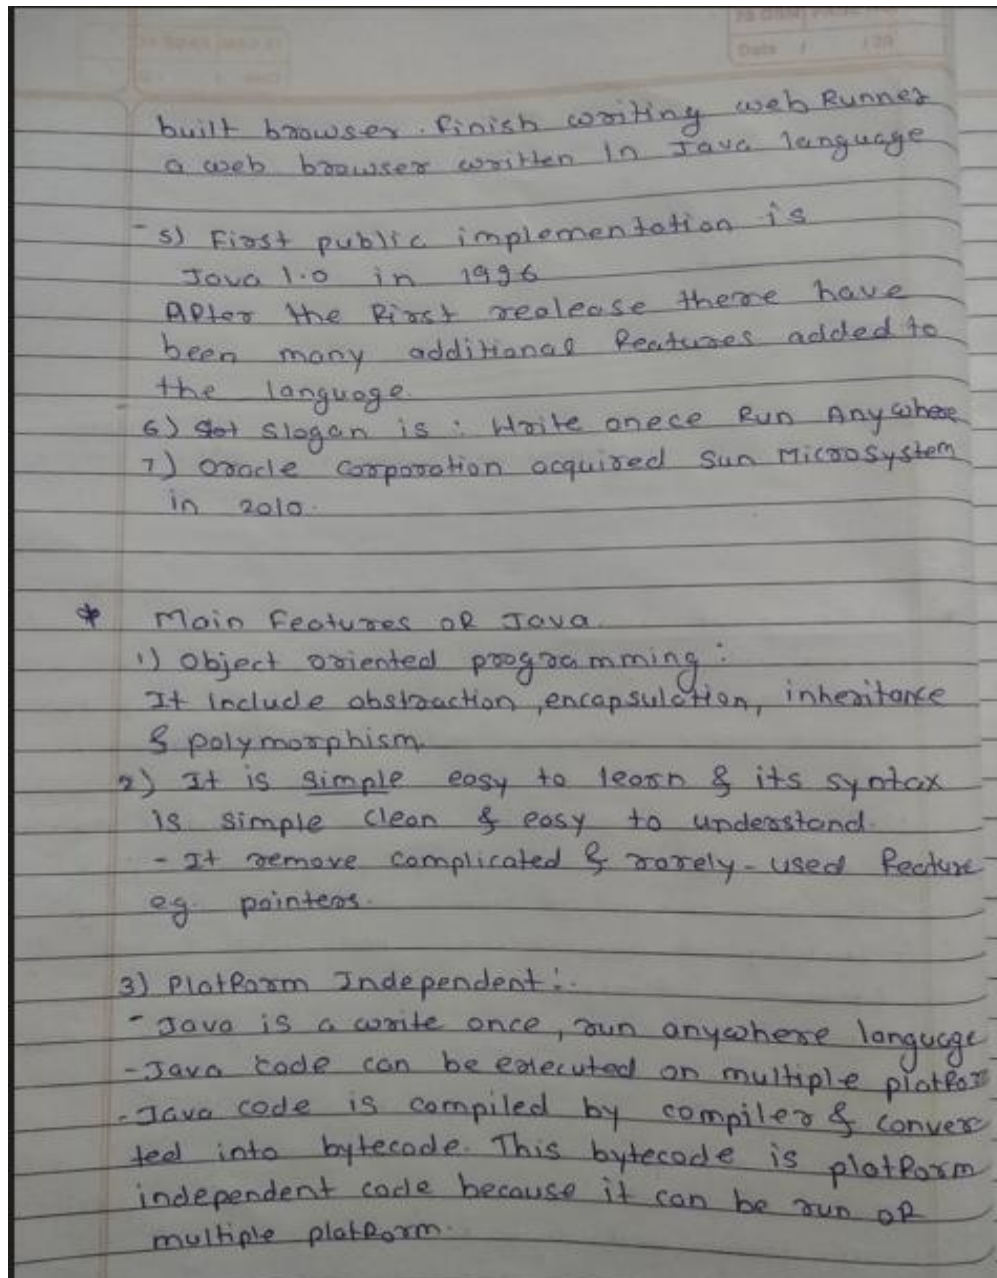 Date / /20
built browser. Finish writing web Runner
a web browser written In Java language
- 5) First public implementation is
Java 1.0 in 1996
After the first realease there have
been many additional features added to
the language.
6) slogan is : Write onece Run Anywhere
7) Oracle Corporation acquired Sun Microsystem
in 2010.
* Main Features of Java.
1) Object oriented programming :
It include abstraction, encapsulation, inheritance
& polymorphism.
2) It is simple easy to learn & its syntax
is simple clean & easy to understand.
- It remove complicated & rarely-used feature
eg. pointers.
3) Platform Independent :.
- Java is a write once, run anywhere language
- Java code can be executed on multiple platfor
- Java code is compiled by compiler & conver
ted into bytecode. This bytecode is platform
independent code because it can be run of
multiple platform.